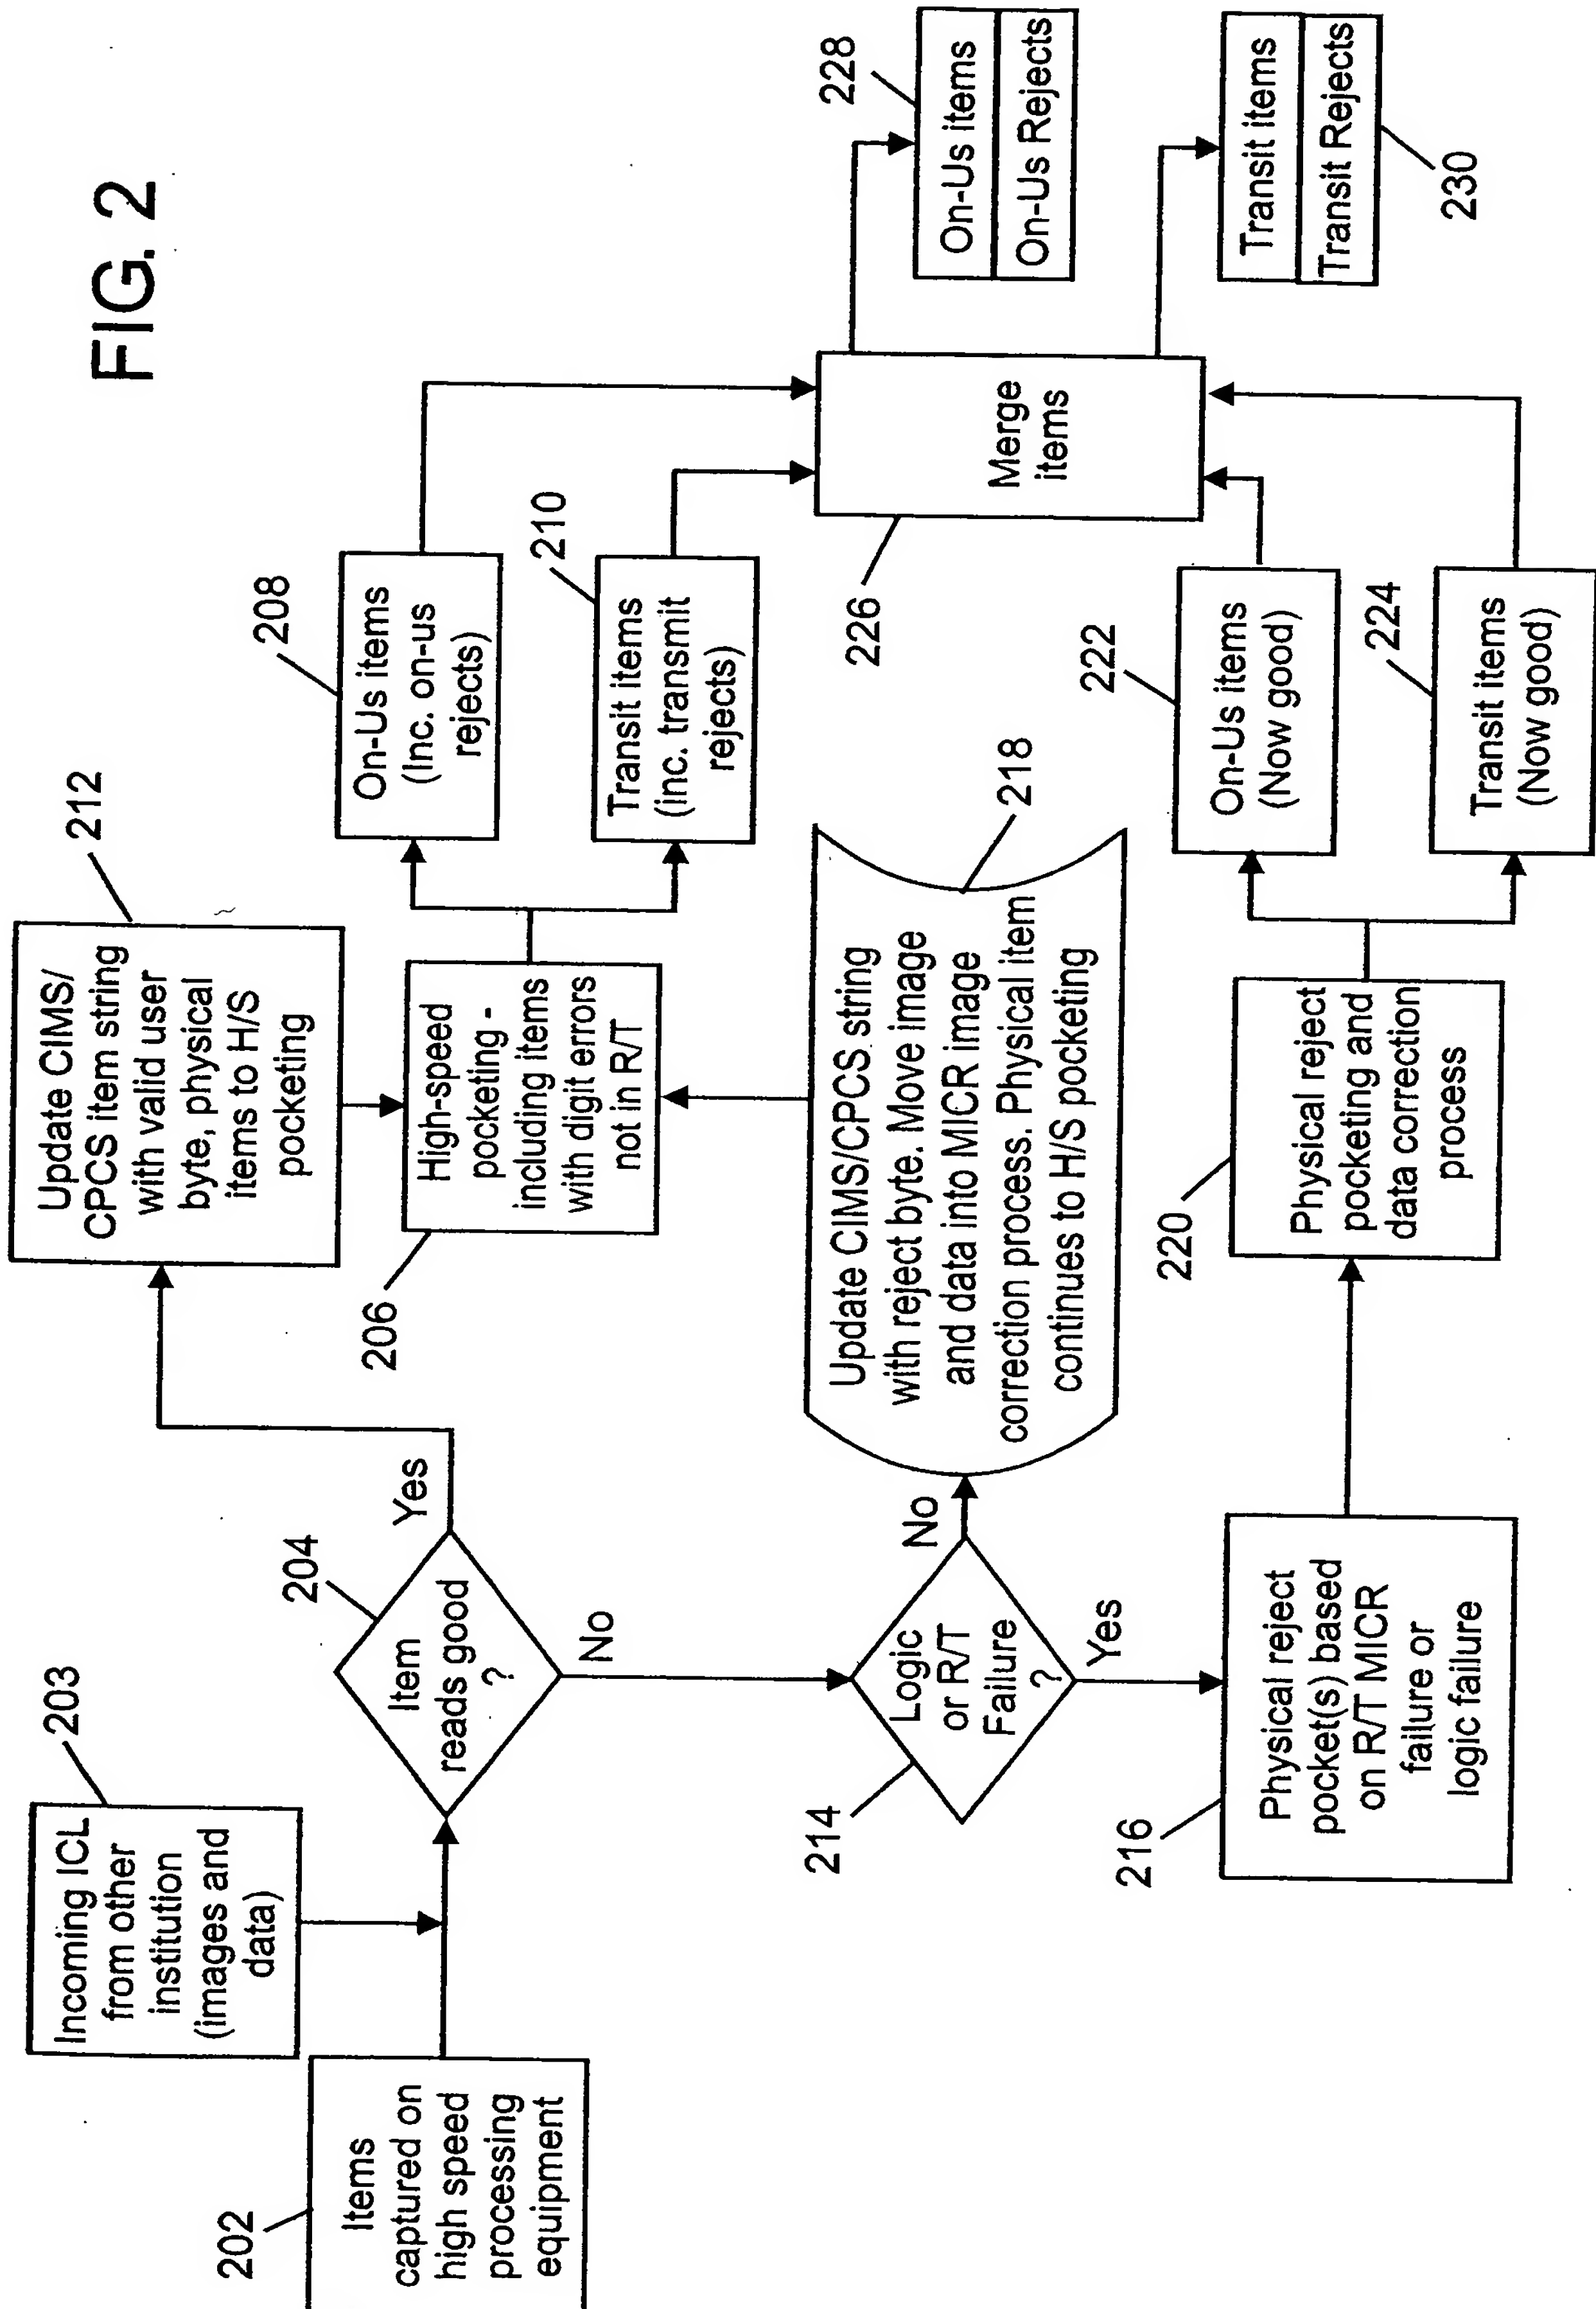 FIG. 2
203
Incoming ICL
from other
institution
(images and
data)
202
Items
captured on
high speed
processing
equipment
204
Item
reads good
?
Yes
No
212
Update CIMS/
CPCS item string
with valid user
byte, physical
items to H/S
pocketing
206
High-speed
pocketing -
including items
with digit errors
not in R/T
208
On-Us items
(Inc. on-us
rejects)
210
Transit items
(inc. transmit
rejects)
214
Logic
or R/T
Failure
?
No
Yes
218
Update CIMS/CPCS string
with reject byte. Move image
and data into MICR image
correction process. Physical item
continues to H/S pocketing
216
Physical reject
pocket(s) based
on R/T MICR
failure or
logic failure
220
Physical reject
pocketing and
data correction
process
222
On-Us items
(Now good)
224
Transit items
(Now good)
226
Merge
items
228
On-Us items
On-Us Rejects
Transit items
Transit Rejects
230